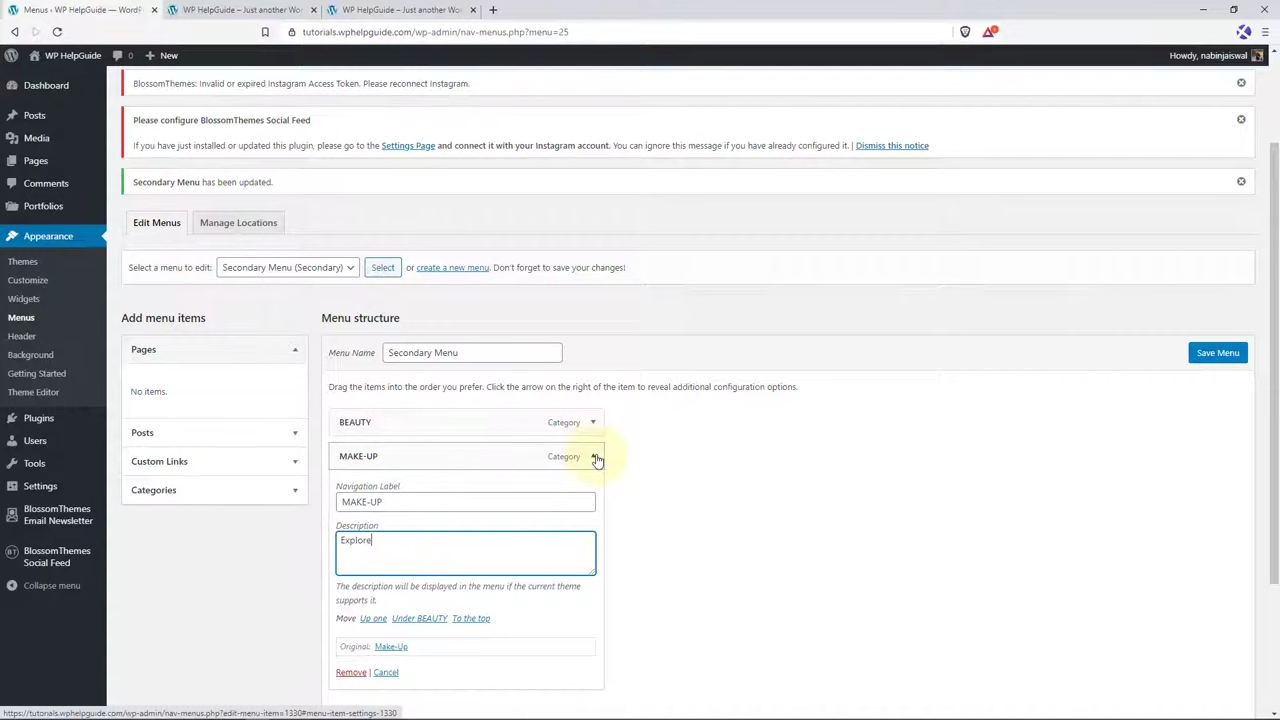 Menus ‹ WP HelpGuide — WordP
WP HelpGuide – Just another Wo
WP HelpGuide – Just another Wo
tutorials.wphelpguide.com/wp-admin/nav-menus.php?menu=25
WP HelpGuide
0
New
Howdy, nabinjaiswal
Dashboard
Posts
Media
Pages
Comments
Portfolios
Appearance
Themes
Customize
Widgets
Menus
Header
Background
Getting Started
Theme Editor
Plugins
Users
Tools
Settings
BlossomThemes
Email Newsletter
BlossomThemes
Social Feed
Collapse menu
BlossomThemes: Invalid or expired Instagram Access Token. Please reconnect Instagram.
Please configure BlossomThemes Social Feed
If you have just installed or updated this plugin, please go to the Settings Page and connect it with your Instagram account. You can ignore this message if you have already configured it. | Dismiss this notice
Secondary Menu has been updated.
Edit Menus
Manage Locations
Select a menu to edit: Secondary Menu (Secondary) Select or create a new menu. Don't forget to save your changes!
Add menu items
Pages
No items.
Posts
Custom Links
Categories
Menu structure
Menu Name Secondary Menu
Save Menu
Drag the items into the order you prefer. Click the arrow on the right of the item to reveal additional configuration options.
BEAUTY Category
MAKE-UP Category
Navigation Label
MAKE-UP
Description
Explore
The description will be displayed in the menu if the current theme
supports it.
Move Up one Under BEAUTY To the top
Original: Make-Up
Remove | Cancel
https://tutorials.wphelpguide.com/wp-admin/nav-menus.php?edit-menu-item=1330#menu-item-settings-1330